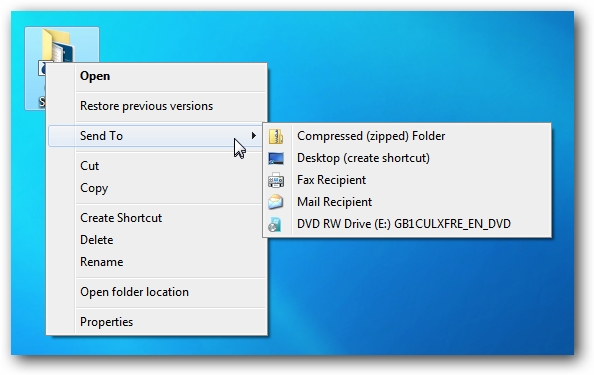 Open
Restore previous versions
Send To
Cut
Copy
Create Shortcut
Delete
Rename
Open folder location
Properties
Compressed (zipped) Folder
Desktop (create shortcut)
Fax Recipient
Mail Recipient
DVD RW Drive (E:) GB1CULXFRE_EN_DVD